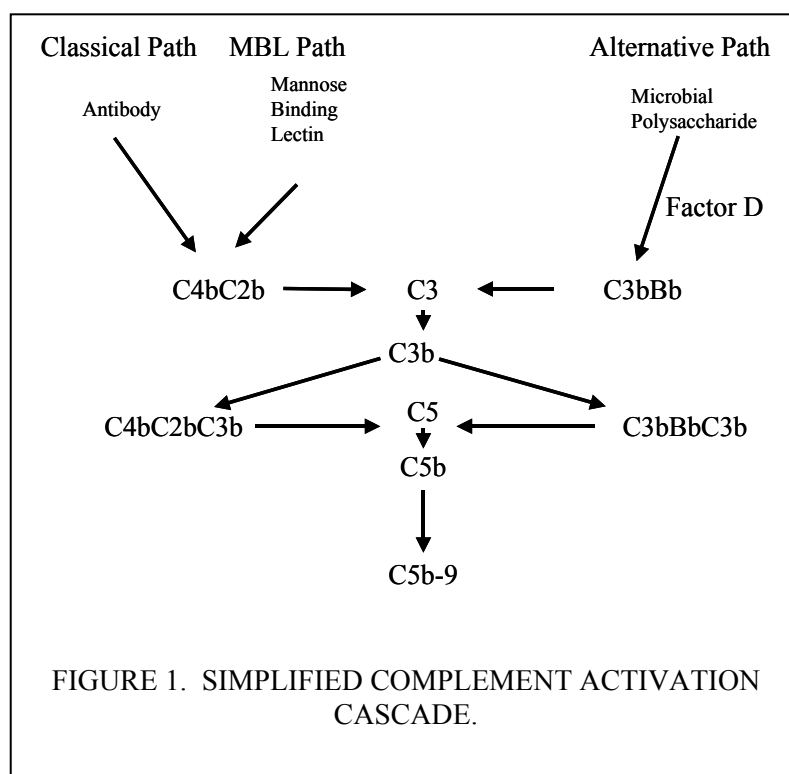 Classical Path
MBL Path
Alternative Path
Antibody
Mannose
Binding
Lectin
Microbial
Polysaccharide
Factor D
C4bC2b
C3
C3bBb
C3b
C4bC2bC3b
C5
C3bBbC3b
C5b
C5b-9
FIGURE 1. SIMPLIFIED COMPLEMENT ACTIVATION
CASCADE.